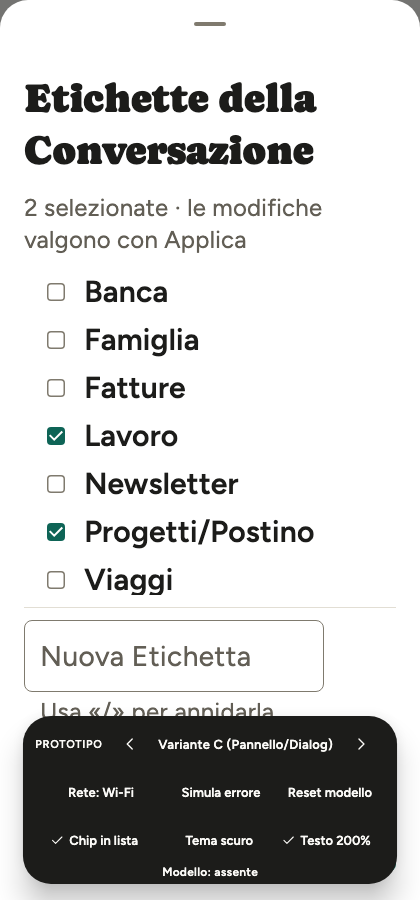 Etichette della
Conversazione
2 selezionate · le modifiche
valgono con Applica
Banca
Famiglia
Fatture
Lavoro
Newsletter
Progetti/Postino
Viaggi
Nuova Etichetta
Usa «/» per annidarla
PROTOTIPO Variante C (Pannello/Dialog)
Rete: Wi-Fi Simula errore Reset modello
Chip in lista Tema scuro Testo 200%
Modello: assente